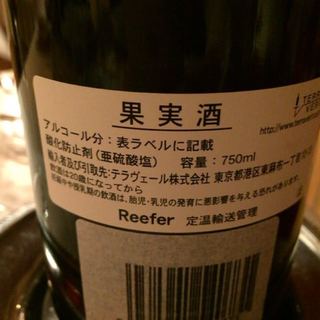 果実酒
TERRA
VERT
http://www.terravert
アルコール分：表ラベルに記載
酸化防止剤(亜硫酸塩) 容量：750ml
輸入者及び引取先：テラヴェール株式会社 東京都港区東麻布一丁目
飲酒は20歳になってから
妊娠中や授乳期の飲酒は、胎児・乳児の発育に悪影響を与える恐れがあります。
Reefer 定温輸送管理